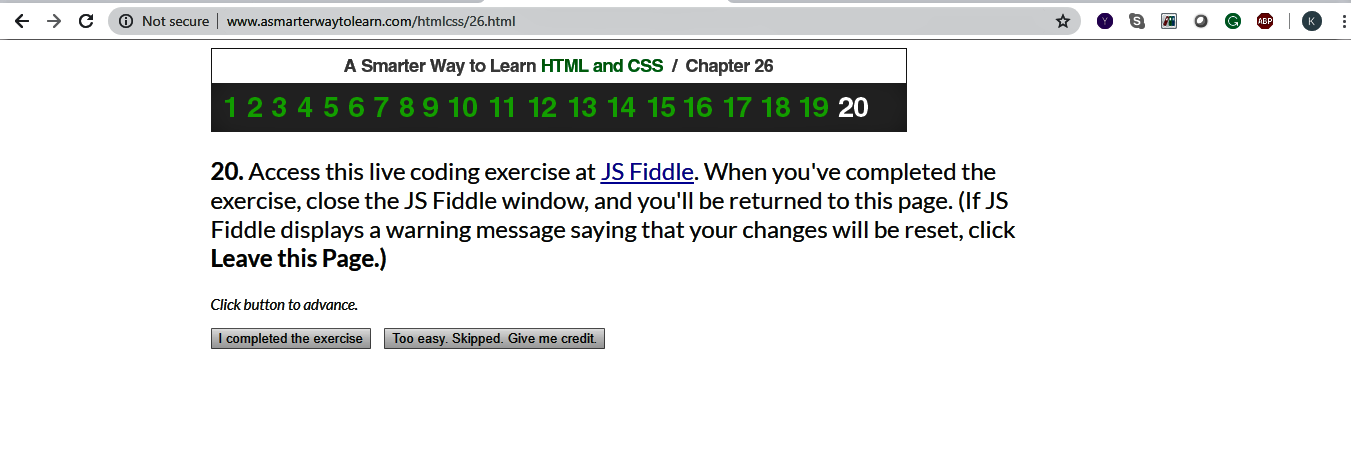 Not secure | www.asmarterwaytolearn.com/htmlcss/26.html
Y S G ABP K
A Smarter Way to Learn HTML and CSS / Chapter 26
1 2 3 4 5 6 7 8 9 10 11 12 13 14 15 16 17 18 19 20
20. Access this live coding exercise at JS Fiddle. When you've completed the
exercise, close the JS Fiddle window, and you'll be returned to this page. (If JS
Fiddle displays a warning message saying that your changes will be reset, click
Leave this Page.)
Click button to advance.
I completed the exercise Too easy. Skipped. Give me credit.